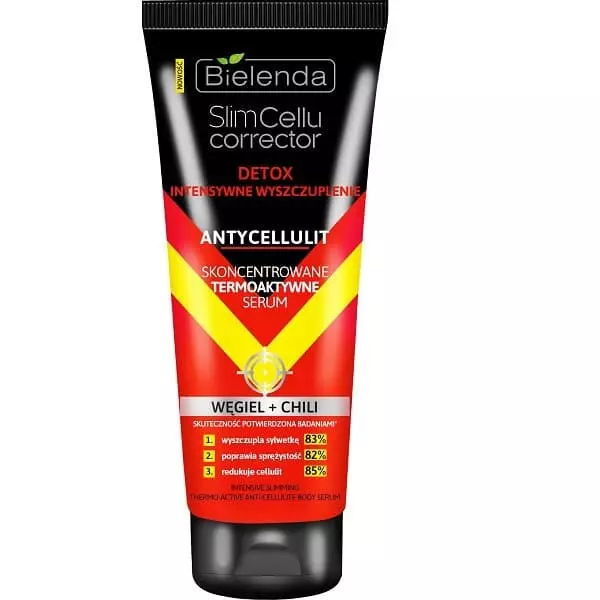 NOWOŚĆ
Bielenda
SlimCellu
corrector
DETOX
INTENSYWNE WYSZCZUPLENIE
ANTYCELLULIT
SKONCENTROWANE
TERMOAKTYWNE
SERUM
WĘGIEL + CHILI
SKUTECZNOŚĆ POTWIERDZONA BADANIAMI*
1. wyszczupla sylwetkę 83%
2. poprawia sprężystość 82%
3. redukuje cellulit 85%
INTENSIVE SLIMMING
THERMO-ACTIVE ANTI-CELLULITE BODY SERUM